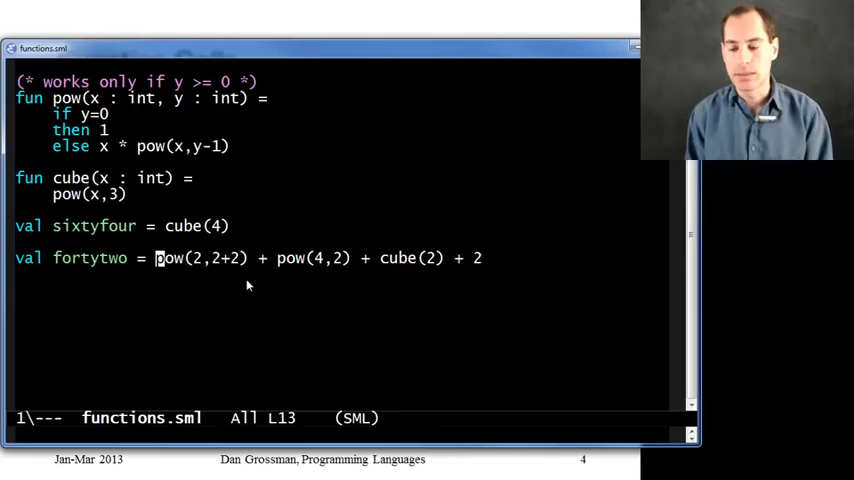 functions.sml
(* works only if y >= 0 *)
fun pow(x : int, y : int) =
if y=0
then 1
else x * pow(x,y-1)
fun cube(x : int) =
pow(x,3)
val sixtyfour = cube(4)
val fortytwo = pow(2,2+2) + pow(4,2) + cube(2) + 2
1\--- functions.sml All L13 (SML)
Jan-Mar 2013 Dan Grossman, Programming Languages 4